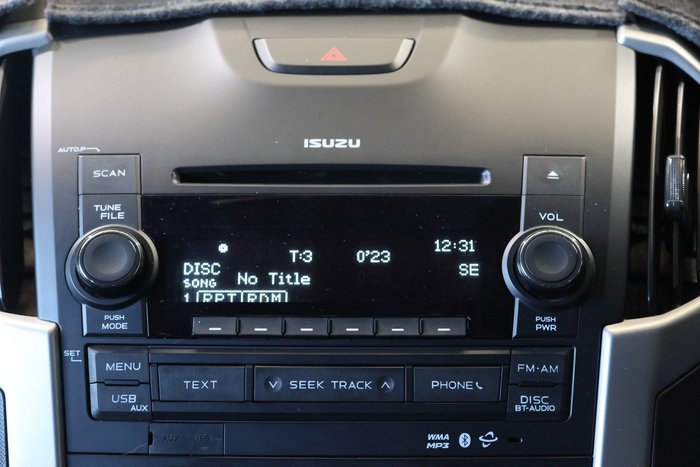 ISUZU
AUTO.P
SCAN
TUNE
FILE
VOL
12:31
T:3 0'23
DISC SE
SONG No Title
1 RPT RDM
PUSH
MODE
PUSH
PWR
SET
MENU
FM·AM
TEXT
SEEK TRACK
PHONE
USB
AUX
DISC
BT-AUDIO
AUX USB
WMA
MP3